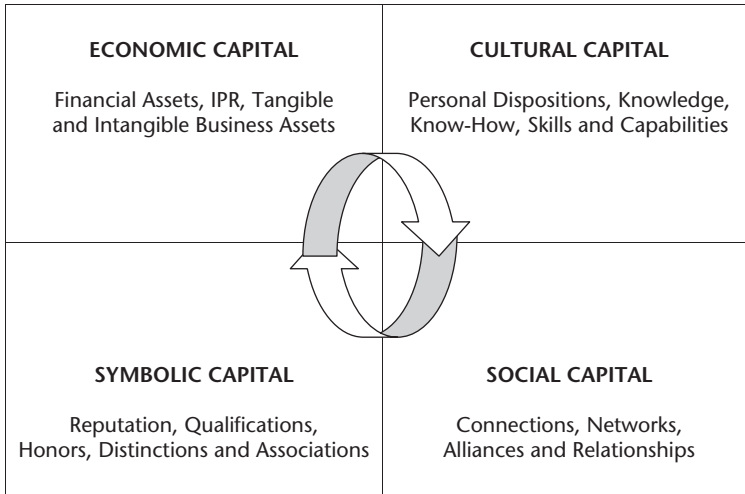 ECONOMIC CAPITAL
Financial Assets, IPR, Tangible
and Intangible Business Assets
CULTURAL CAPITAL
Personal Dispositions, Knowledge,
Know-How, Skills and Capabilities
SYMBOLIC CAPITAL
Reputation, Qualifications,
Honors, Distinctions and Associations
SOCIAL CAPITAL
Connections, Networks,
Alliances and Relationships